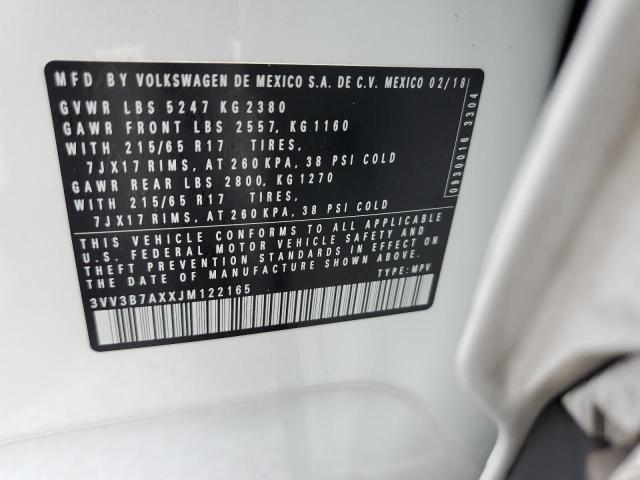 MFD BY VOLKSWAGEN DE MEXICO S.A. DE C.V. MEXICO 02/18
GVWR LBS 5247 KG 2380
GAWR FRONT LBS 2557, KG 1160
WITH 215/65 R17 TIRES,
7JX17 RIMS, AT 260 KPA, 38 PSI COLD
GAWR REAR LBS 2800, KG 1270
WITH 215/65 R17 TIRES,
7JX17 RIMS, AT 260 KPA, 38 PSI COLD
THIS VEHICLE CONFORMS TO ALL APPLICABLE
U.S. FEDERAL MOTOR VEHICLE SAFETY AND
THEFT PREVENTION STANDARDS IN EFFECT ON
THE DATE OF MANUFACTURE SHOWN ABOVE.
3VV3B7AXXJM122165 TYPE: MPV
0930016 3304